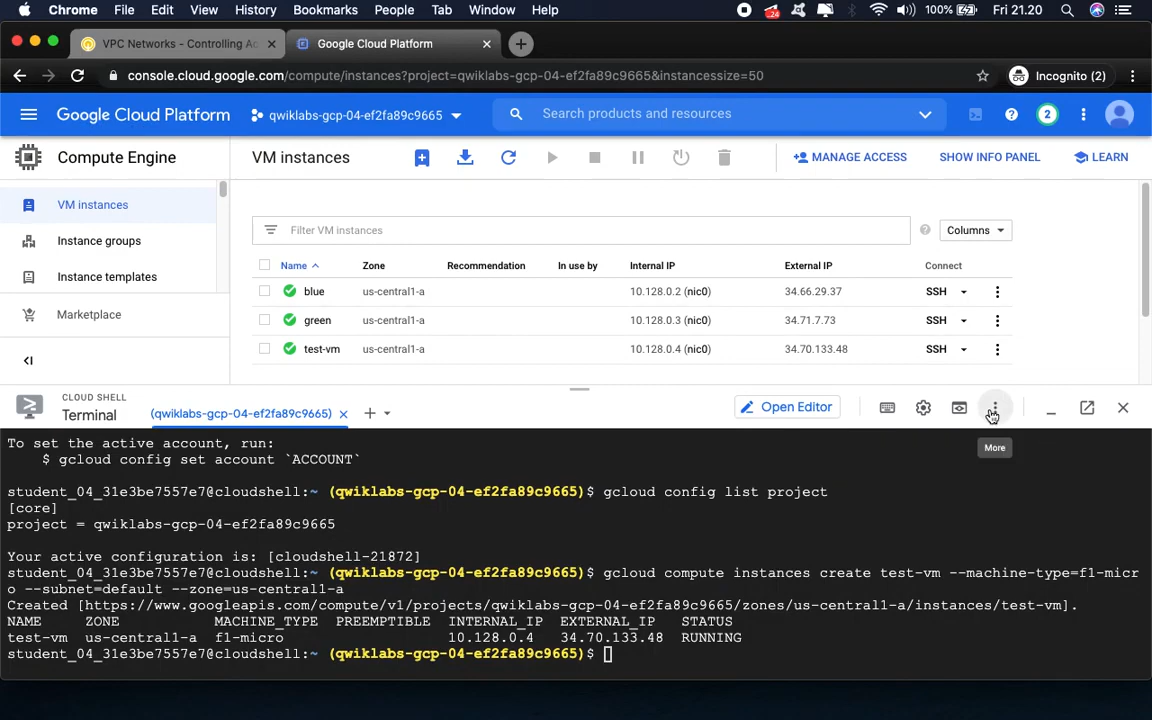 Chrome File Edit View History Bookmarks People Tab Window Help 24 100% Fri 21.20
VPC Networks - Controlling Ac
Google Cloud Platform
console.cloud.google.com/compute/instances?project=qwiklabs-gcp-04-ef2fa89c9665&instancessize=50
Incognito (2)
Google Cloud Platform qwiklabs-gcp-04-ef2fa89c9665 Search products and resources ? 2
Compute Engine
VM instances
MANAGE ACCESS SHOW INFO PANEL LEARN
VM instances
Instance groups
Instance templates
Marketplace
Filter VM instances
? Columns
Name Zone Recommendation In use by Internal IP External IP Connect
blue us-central1-a 10.128.0.2 (nic0) 34.66.29.37 SSH
green us-central1-a 10.128.0.3 (nic0) 34.71.7.73 SSH
test-vm us-central1-a 10.128.0.4 (nic0) 34.70.133.48 SSH
CLOUD SHELL
Terminal
(qwiklabs-gcp-04-ef2fa89c9665)
Open Editor
More
To set the active account, run:
$ gcloud config set account `ACCOUNT`
student_04_31e3be7557e7@cloudshell:~ (qwiklabs-gcp-04-ef2fa89c9665)$ gcloud config list project
[core]
project = qwiklabs-gcp-04-ef2fa89c9665
Your active configuration is: [cloudshell-21872]
student_04_31e3be7557e7@cloudshell:~ (qwiklabs-gcp-04-ef2fa89c9665)$ gcloud compute instances create test-vm --machine-type=f1-micr
o --subnet=default --zone=us-central1-a
Created [https://www.googleapis.com/compute/v1/projects/qwiklabs-gcp-04-ef2fa89c9665/zones/us-central1-a/instances/test-vm].
NAME ZONE MACHINE_TYPE PREEMPTIBLE INTERNAL_IP EXTERNAL_IP STATUS
test-vm us-central1-a f1-micro 10.128.0.4 34.70.133.48 RUNNING
student_04_31e3be7557e7@cloudshell:~ (qwiklabs-gcp-04-ef2fa89c9665)$